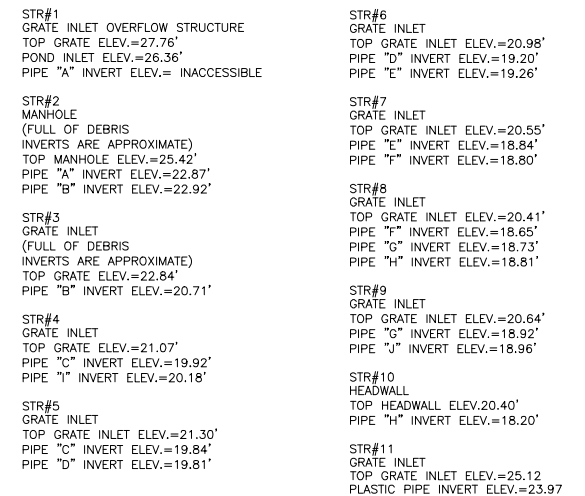 STR#1
GRATE INLET OVERFLOW STRUCTURE
TOP GRATE ELEV.=27.76'
POND INLET ELEV.=26.36'
PIPE "A" INVERT ELEV.= INACCESSIBLE
STR#2
MANHOLE
(FULL OF DEBRIS
INVERTS ARE APPROXIMATE)
TOP MANHOLE ELEV.=25.42'
PIPE "A" INVERT ELEV.=22.87'
PIPE "B" INVERT ELEV.=22.92'
STR#3
GRATE INLET
(FULL OF DEBRIS
INVERTS ARE APPROXIMATE)
TOP GRATE ELEV.=22.84'
PIPE "B" INVERT ELEV.=20.71'
STR#4
GRATE INLET
TOP GRATE ELEV.=21.07'
PIPE "C" INVERT ELEV.=19.92'
PIPE "I" INVERT ELEV.=20.18'
STR#5
GRATE INLET
TOP GRATE INLET ELEV.=21.30'
PIPE "C" INVERT ELEV.=19.84'
PIPE "D" INVERT ELEV.=19.81'
STR#6
GRATE INLET
TOP GRATE INLET ELEV.=20.98'
PIPE "D" INVERT ELEV.=19.20'
PIPE "E" INVERT ELEV.=19.26'
STR#7
GRATE INLET
TOP GRATE INLET ELEV.=20.55'
PIPE "E" INVERT ELEV.=18.84'
PIPE "F" INVERT ELEV.=18.80'
STR#8
GRATE INLET
TOP GRATE INLET ELEV.=20.41'
PIPE "F" INVERT ELEV.=18.65'
PIPE "G" INVERT ELEV.=18.73'
PIPE "H" INVERT ELEV.=18.81'
STR#9
GRATE INLET
TOP GRATE INLET ELEV.=20.64'
PIPE "G" INVERT ELEV.=18.92'
PIPE "J" INVERT ELEV.=18.96'
STR#10
HEADWALL
TOP HEADWALL ELEV.20.40'
PIPE "H" INVERT ELEV.=18.20'
STR#11
GRATE INLET
TOP GRATE INLET ELEV.=25.12
PLASTIC PIPE INVERT ELEV.=23.97